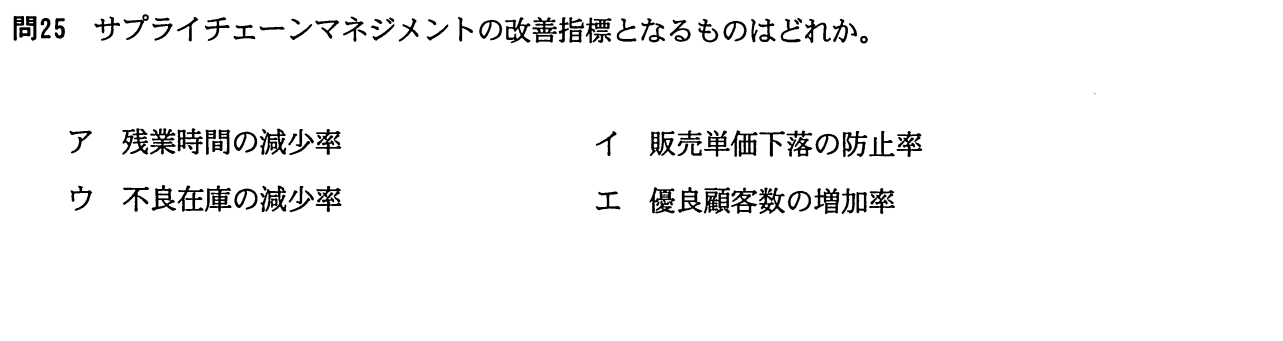 問25 サプライチェーンマネジメントの改善指標となるものはどれか。
ア 残業時間の減少率 イ 販売単価下落の防止率
ウ 不良在庫の減少率 エ 優良顧客数の増加率